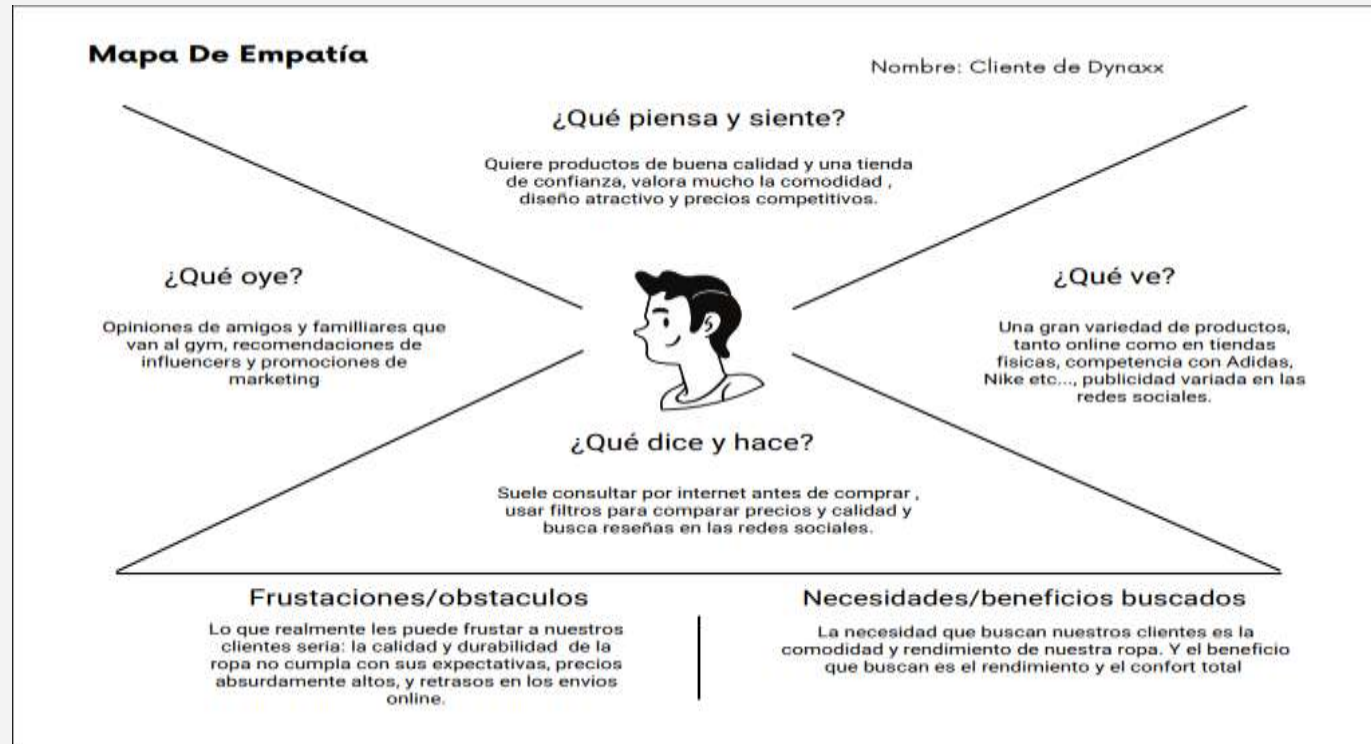 Mapa De Empatía
Nombre: Cliente de Dynaxx
¿Qué piensa y siente?
Quiere productos de buena calidad y una tienda
de confianza, valora mucho la comodidad ,
diseño atractivo y precios competitivos.
¿Qué oye?
Opiniones de amigos y familliares que
van al gym, recomendaciones de
influencers y promociones de
marketing
¿Qué ve?
Una gran variedad de productos,
tanto online como en tiendas
fisicas, competencia con Adidas,
Nike etc..., publicidad variada en las
redes sociales.
¿Qué dice y hace?
Suele consultar por internet antes de comprar ,
usar filtros para comparar precios y calidad y
busca reseñas en las redes sociales.
Frustaciones/obstaculos
Lo que realmente les puede frustar a nuestros
clientes seria: la calidad y durabilidad de la
ropa no cumpla con sus expectativas, precios
absurdamente altos, y retrasos en los envios
online.
Necesidades/beneficios buscados
La necesidad que buscan nuestros clientes es la
comodidad y rendimiento de nuestra ropa. Y el beneficio
que buscan es el rendimiento y el confort total